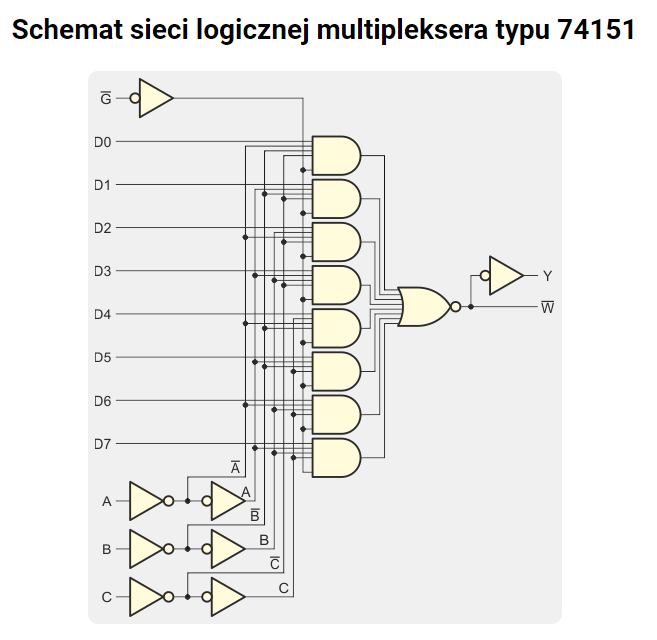 Schemat sieci logicznej multipleksera typu 74151
G̅
D0
D1
D2
D3
D4
D5
D6
D7
Y
W̅
A̅
A
A
B̅
B
B
C̅
C
C